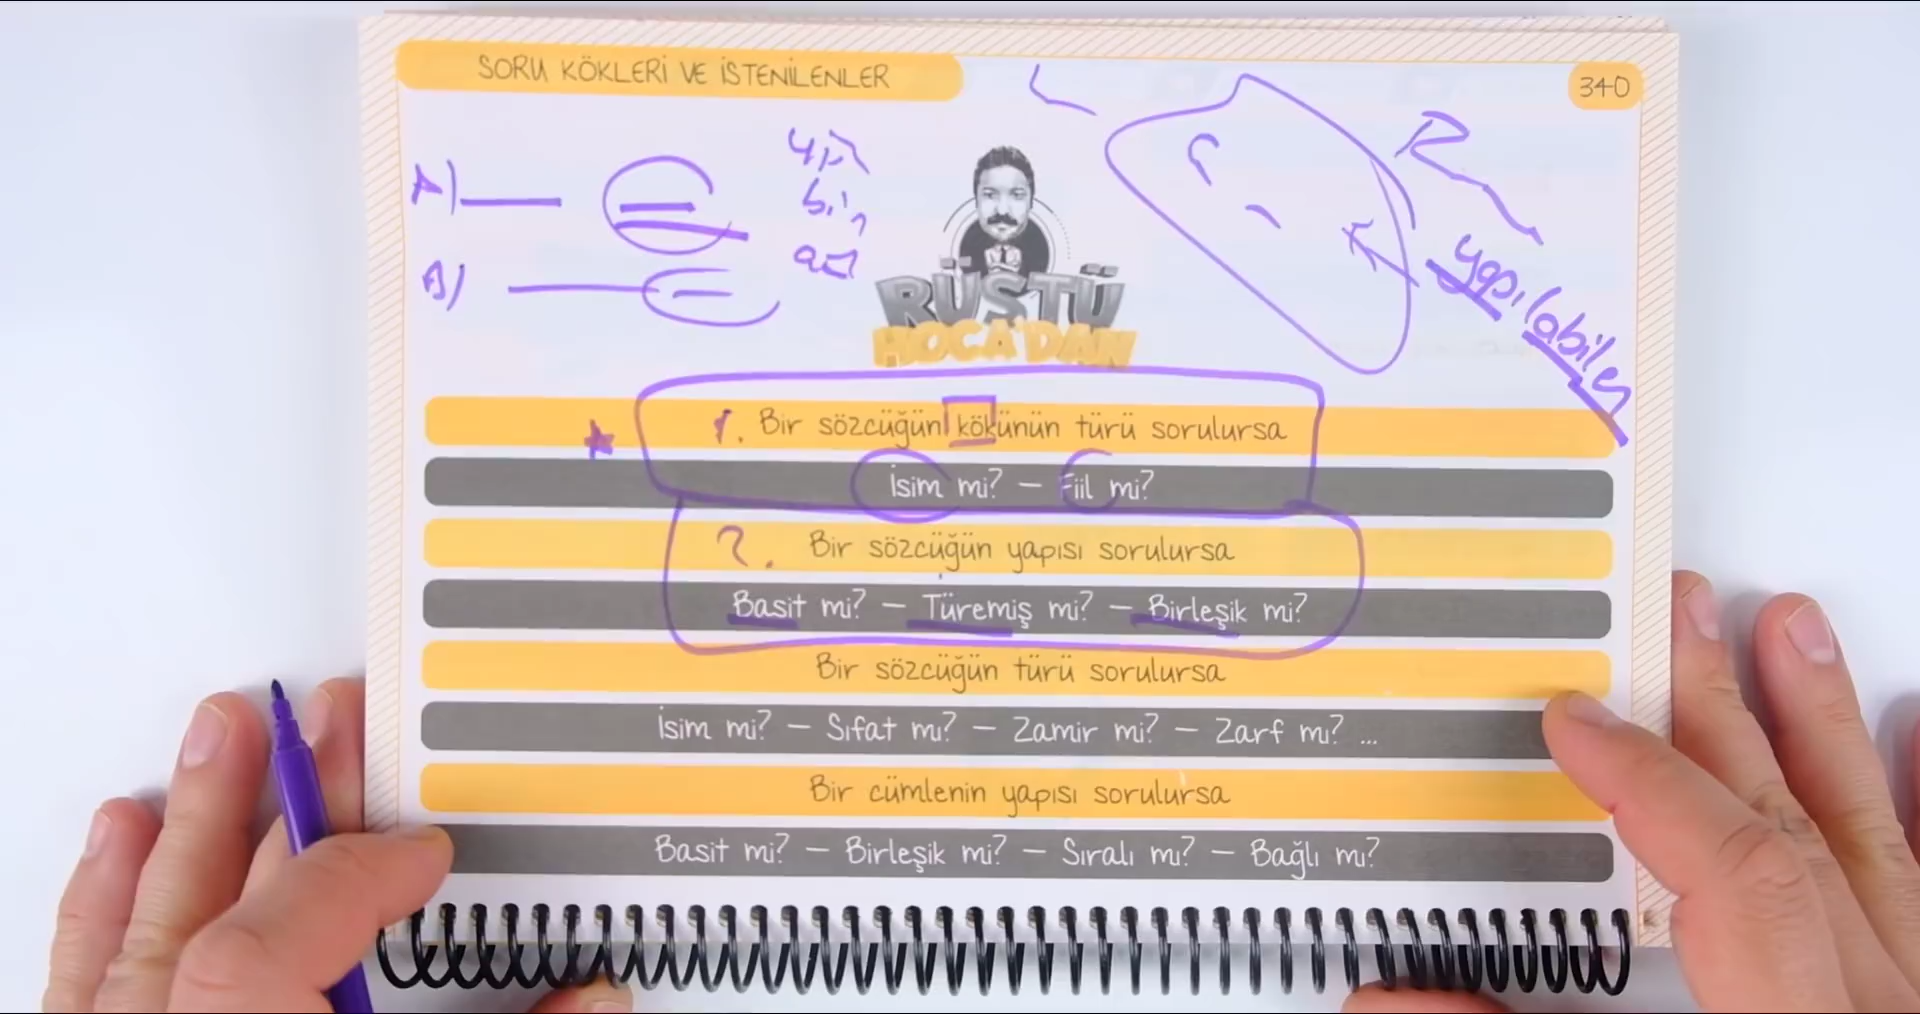 SORU KÖKLERİ VE İSTENİLENLER
340
A)
B)
yapılabilen
RÜŞTÜ
HOCA'DAN
1. Bir sözcüğün kökünün türü sorulursa
İsim mi? – Fiil mi?
2. Bir sözcüğün yapısı sorulursa
Basit mi? – Türemiş mi? – Birleşik mi?
Bir sözcüğün türü sorulursa
İsim mi? – Sıfat mı? – Zamir mi? – Zarf mı? ...
Bir cümlenin yapısı sorulursa
Basit mi? – Birleşik mi? – Sıralı mı? – Bağlı mı?